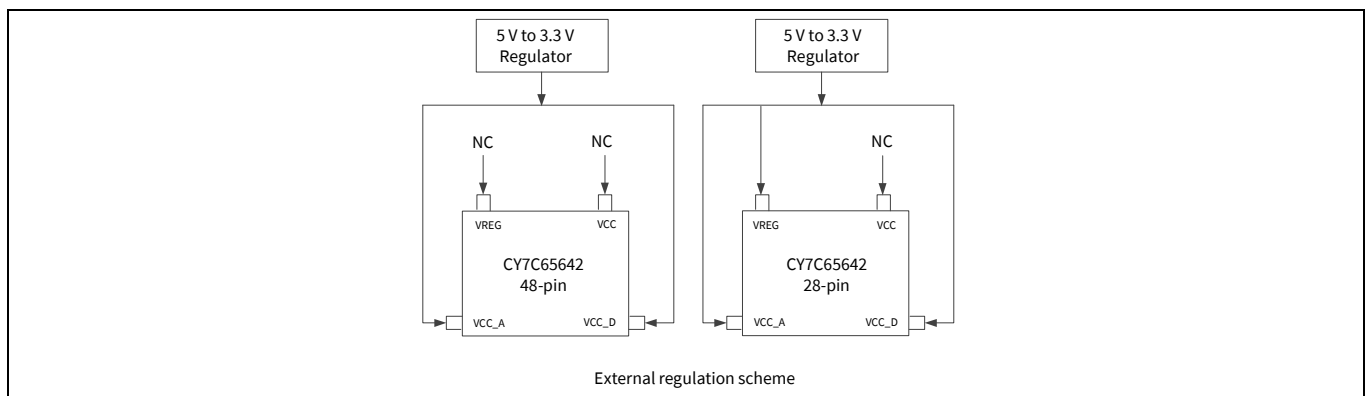 5 V to 3.3 V
Regulator
NC
NC
VREG
VCC
CY7C65642
48-pin
VCC_A
VCC_D
5 V to 3.3 V
Regulator
NC
VREG
VCC
CY7C65642
28-pin
VCC_A
VCC_D
External regulation scheme